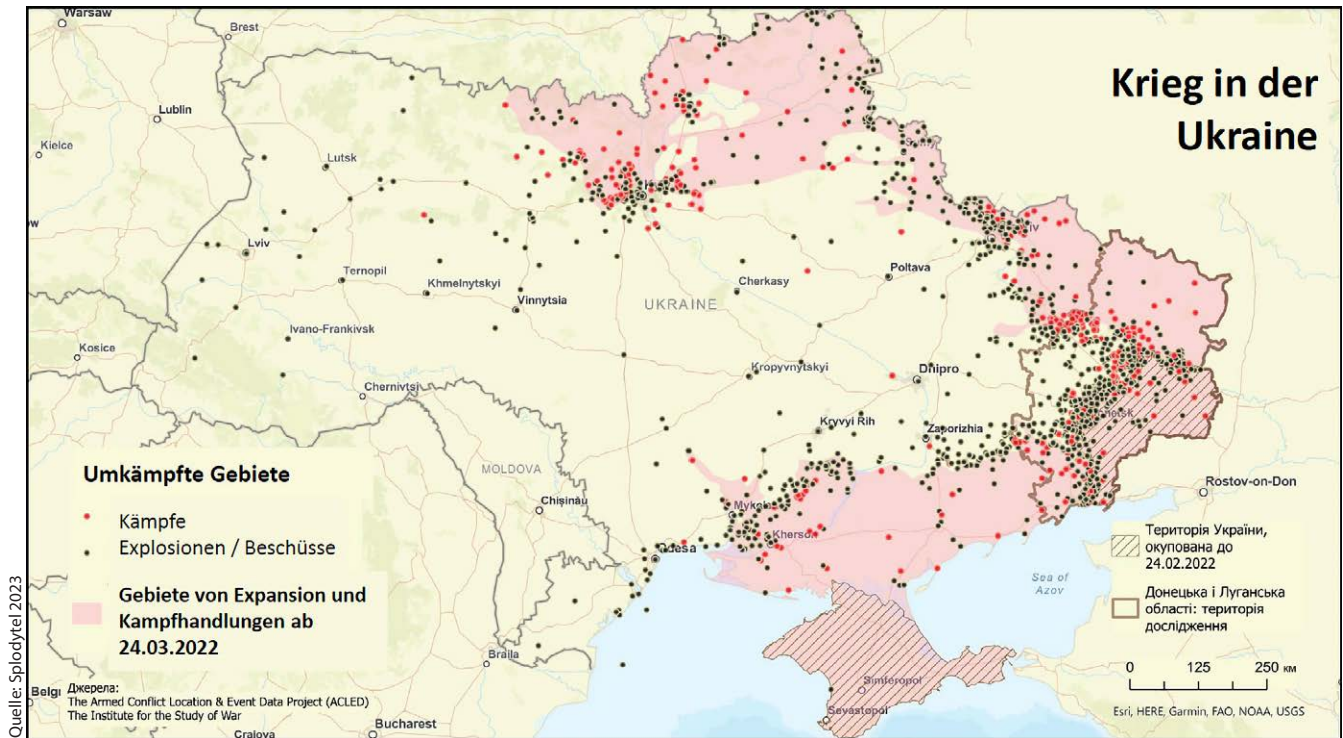 Krieg in der
Ukraine
Warsaw
Brest
Lublin
Kielce
Lutsk
Lviv
Ternopil
Khmelnytskyi
Vinnytsia
Cherkasy
Poltava
UKRAINE
Ivano-Frankivsk
Kosice
Chernivtsi
Kropyvnytskyi
Dnipro
Kryvyi Rih
Zaporizhia
MOLDOVA
Chișinău
Kherson
Rostov-on-Don
Sea of
Azov
Simferopol
Sevastopol
Braila
Bucharest
Craiova
Umkämpfte Gebiete
Kämpfe
Explosionen / Beschüsse
Gebiete von Expansion und
Kampfhandlungen ab
24.03.2022
Джерела:
The Armed Conflict Location & Event Data Project (ACLED)
The Institute for the Study of War
Територія України,
окупована до
24.02.2022
Донецька і Луганська
області: територія
дослідження
0 125 250 км
Esri, HERE, Garmin, FAO, NOAA, USGS
Quelle: Splodytel 2023